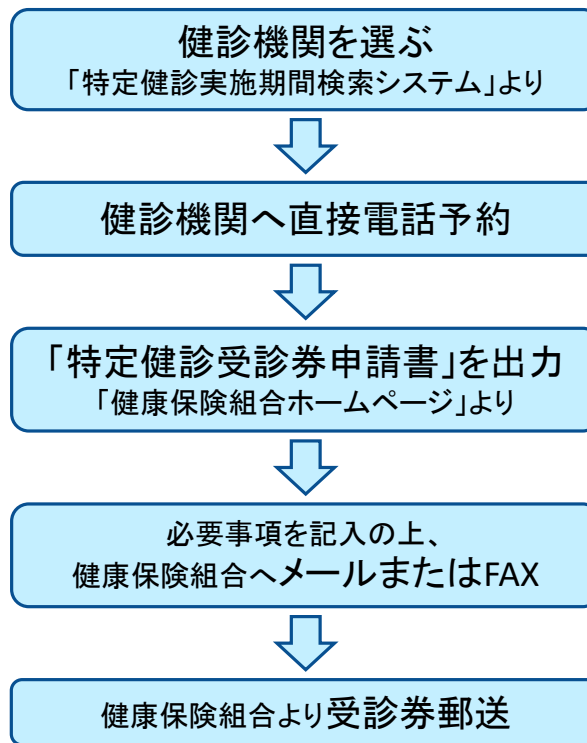 健診機関を選ぶ
「特定健診実施期間検索システム」より
健診機関へ直接電話予約
「特定健診受診券申請書」を出力
「健康保険組合ホームページ」より
必要事項を記入の上、
健康保険組合へメールまたはFAX
健康保険組合より受診券郵送